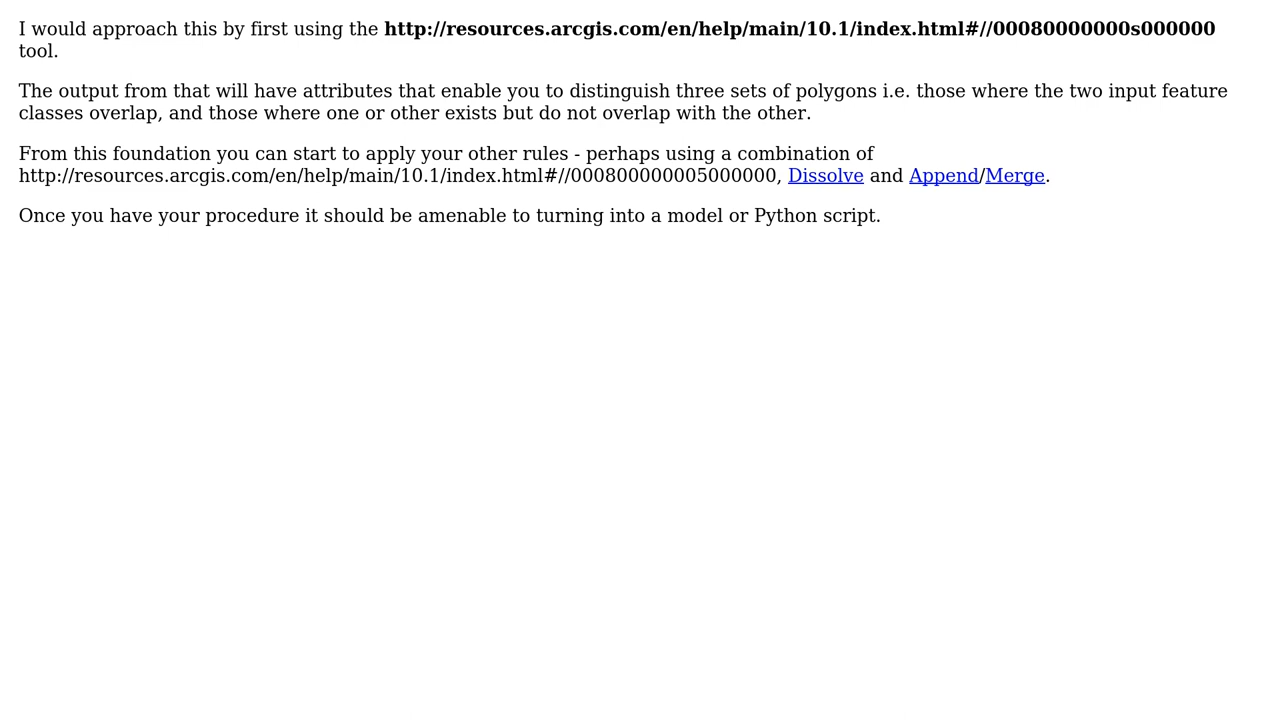 I would approach this by first using the http://resources.arcgis.com/en/help/main/10.1/index.html#//00080000000s000000
tool.
The output from that will have attributes that enable you to distinguish three sets of polygons i.e. those where the two input feature
classes overlap, and those where one or other exists but do not overlap with the other.
From this foundation you can start to apply your other rules - perhaps using a combination of
http://resources.arcgis.com/en/help/main/10.1/index.html#//000800000005000000, Dissolve and Append/Merge.
Once you have your procedure it should be amenable to turning into a model or Python script.